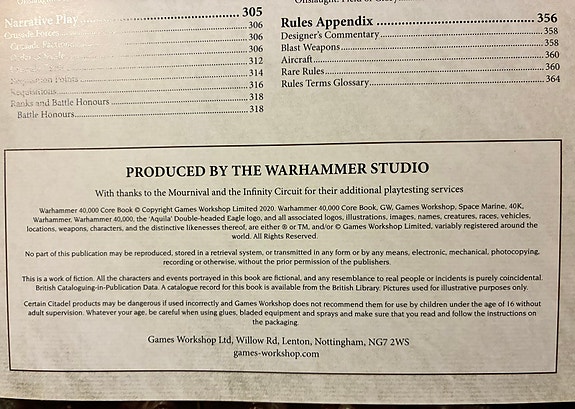 Narrative Play 305
Crusade Forces 306
306
306
312
Requisition Points 314
Requisitions 316
Ranks and Battle Honours 318
Battle Honours 318
Rules Appendix 356
Designer's Commentary 358
Blast Weapons 358
Aircraft 360
Rare Rules 360
Rules Terms Glossary 364
PRODUCED BY THE WARHAMMER STUDIO
With thanks to the Mournival and the Infinity Circuit for their additional playtesting services
Warhammer 40,000 Core Book © Copyright Games Workshop Limited 2020. Warhammer 40,000 Core Book, GW, Games Workshop, Space Marine, 40K,
Warhammer, Warhammer 40,000, the 'Aquila' Double-headed Eagle logo, and all associated logos, illustrations, images, names, creatures, races, vehicles,
locations, weapons, characters, and the distinctive likenesses thereof, are either ® or TM, and/or © Games Workshop Limited, variably registered around the
world. All Rights Reserved.
No part of this publication may be reproduced, stored in a retrieval system, or transmitted in any form or by any means, electronic, mechanical, photocopying,
recording or otherwise, without the prior permission of the publishers.
This is a work of fiction. All the characters and events portrayed in this book are fictional, and any resemblance to real people or incidents is purely coincidental.
British Cataloguing-in-Publication Data. A catalogue record for this book is available from the British Library. Pictures used for illustrative purposes only.
Certain Citadel products may be dangerous if used incorrectly and Games Workshop does not recommend them for use by children under the age of 16 without
adult supervision. Whatever your age, be careful when using glues, bladed equipment and sprays and make sure that you read and follow the instructions on
the packaging.
Games Workshop Ltd, Willow Rd, Lenton, Nottingham, NG7 2WS
games-workshop.com